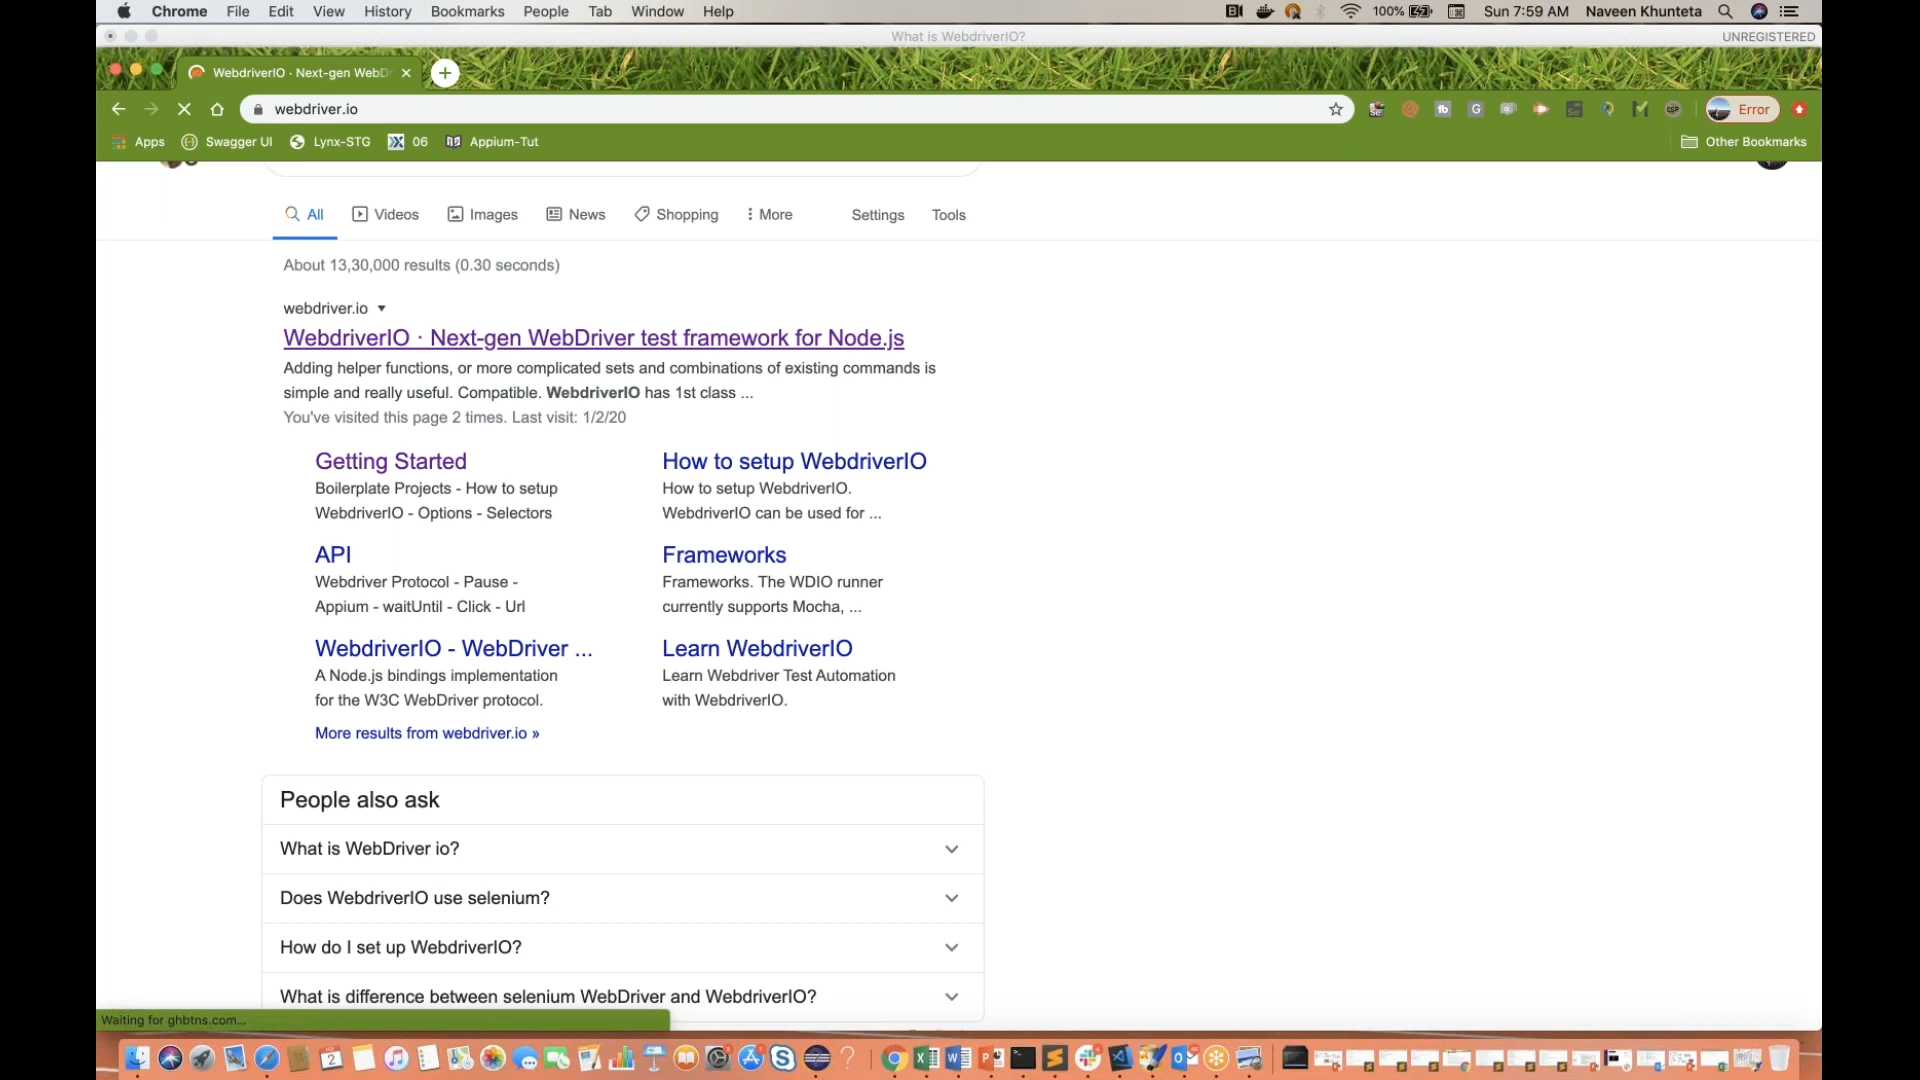 Chrome File Edit View History Bookmarks People Tab Window Help 100% Sun 7:59 AM Naveen Khunteta
What is WebdriverIO? UNREGISTERED
WebdriverIO · Next-gen WebD
webdriver.io Error
Apps Swagger UI Lynx-STG 06 Appium-Tut Other Bookmarks
All Videos Images News Shopping More Settings Tools
About 13,30,000 results (0.30 seconds)
webdriver.io
WebdriverIO · Next-gen WebDriver test framework for Node.js
Adding helper functions, or more complicated sets and combinations of existing commands is
simple and really useful. Compatible. WebdriverIO has 1st class ...
You've visited this page 2 times. Last visit: 1/2/20
Getting Started
Boilerplate Projects - How to setup
WebdriverIO - Options - Selectors
How to setup WebdriverIO
How to setup WebdriverIO.
WebdriverIO can be used for ...
API
Webdriver Protocol - Pause -
Appium - waitUntil - Click - Url
Frameworks
Frameworks. The WDIO runner
currently supports Mocha, ...
WebdriverIO - WebDriver ...
A Node.js bindings implementation
for the W3C WebDriver protocol.
Learn WebdriverIO
Learn Webdriver Test Automation
with WebdriverIO.
More results from webdriver.io »
People also ask
What is WebDriver io?
Does WebdriverIO use selenium?
How do I set up WebdriverIO?
What is difference between selenium WebDriver and WebdriverIO?
Waiting for ghbtns.com...